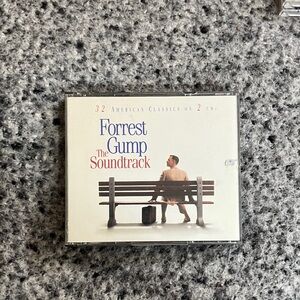 32 AMERICAN CLASSICS ON 2 CDs
Forrest
Gump
The
Soundtrack